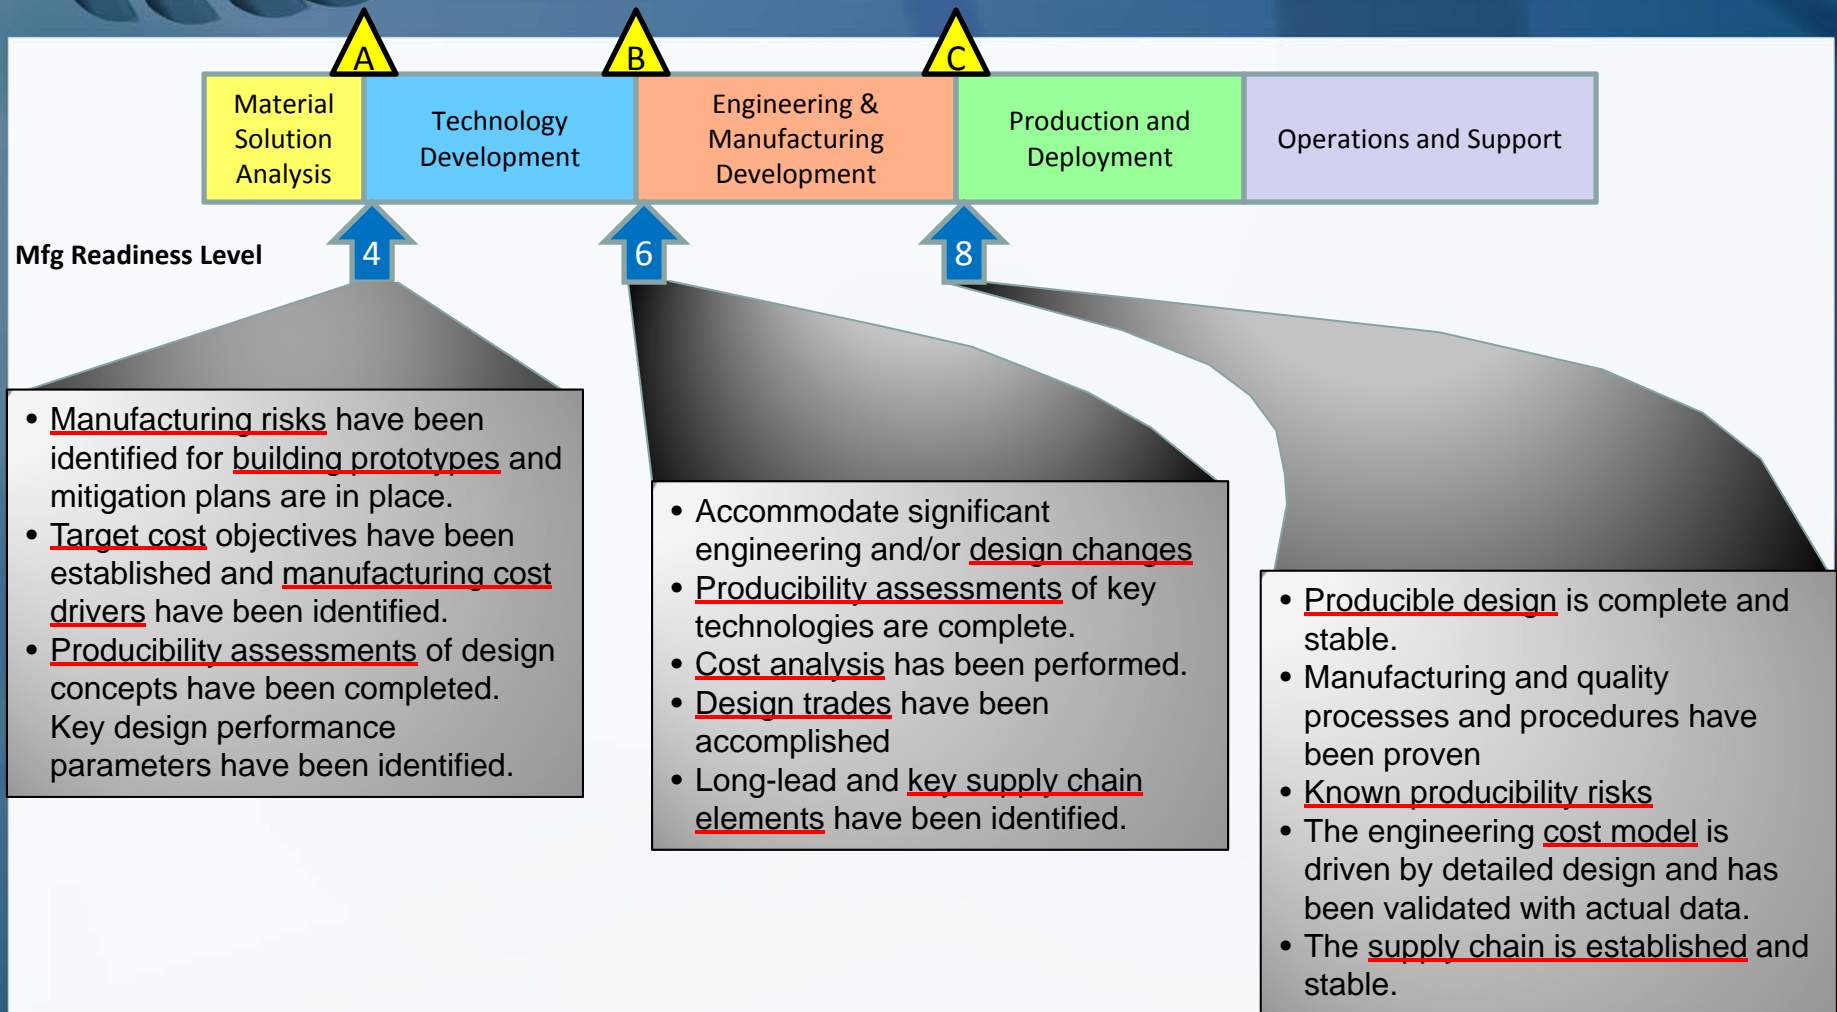 A
B
C
Material
Solution
Analysis
Technology
Development
Engineering &
Manufacturing
Development
Production and
Deployment
Operations and Support
Mfg Readiness Level
4
6
8
• Manufacturing risks have been
identified for building prototypes and
mitigation plans are in place.
• Target cost objectives have been
established and manufacturing cost
drivers have been identified.
• Producibility assessments of design
concepts have been completed.
Key design performance
parameters have been identified.
• Accommodate significant
engineering and/or design changes
• Producibility assessments of key
technologies are complete.
• Cost analysis has been performed.
• Design trades have been
accomplished
• Long-lead and key supply chain
elements have been identified.
• Producible design is complete and
stable.
• Manufacturing and quality
processes and procedures have
been proven
• Known producibility risks
• The engineering cost model is
driven by detailed design and has
been validated with actual data.
• The supply chain is established and
stable.